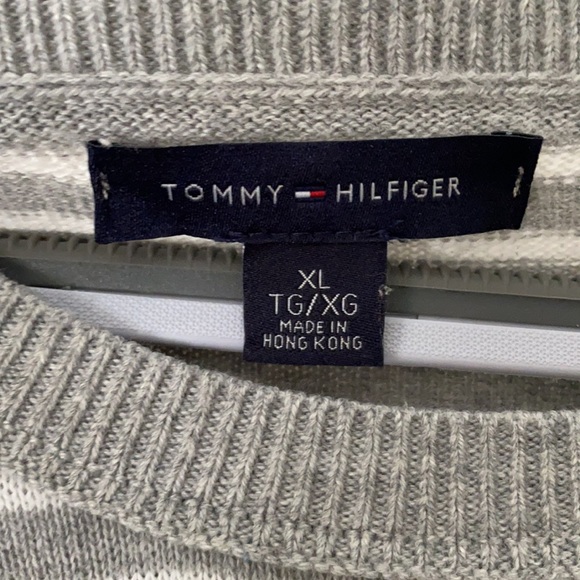 TOMMY HILFIGER
XL
TG/XG
MADE IN
HONG KONG